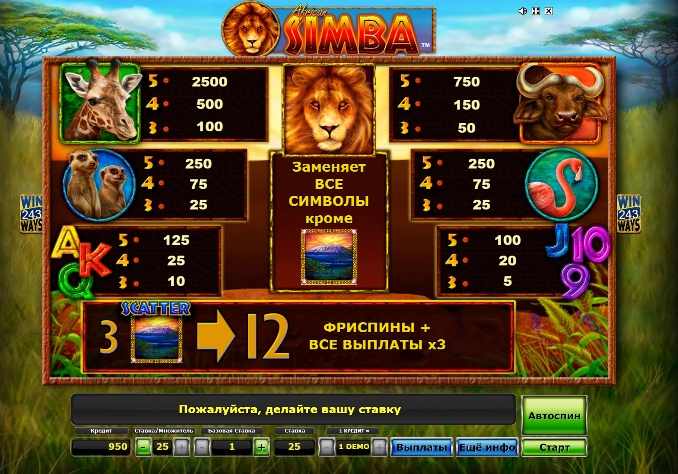 African
SIMBA™
5 • 2500
4 • 500
3 • 100
5 • 750
4 • 150
3 • 50
Заменяет
ВСЕ
СИМВОЛЫ
кроме
5 • 250
4 • 75
3 • 25
5 • 250
4 • 75
3 • 25
WIN
243
WAYS
WIN
243
WAYS
A K Q
5 • 125
4 • 25
3 • 10
5 • 100
4 • 20
3 • 5
J 10 9
SCATTER
3 12
ФРИСПИНЫ +
ВСЕ ВЫПЛАТЫ x3
Пожалуйста, делайте вашу ставку
Автоспин
Кредит
Ставка/Множитель
Базовая Ставка
Ставка
1 КРЕДИТ =
950 - 25 + - 1 + 25 - 1 DEMO +
Выплаты
Ещё инфо
Старт